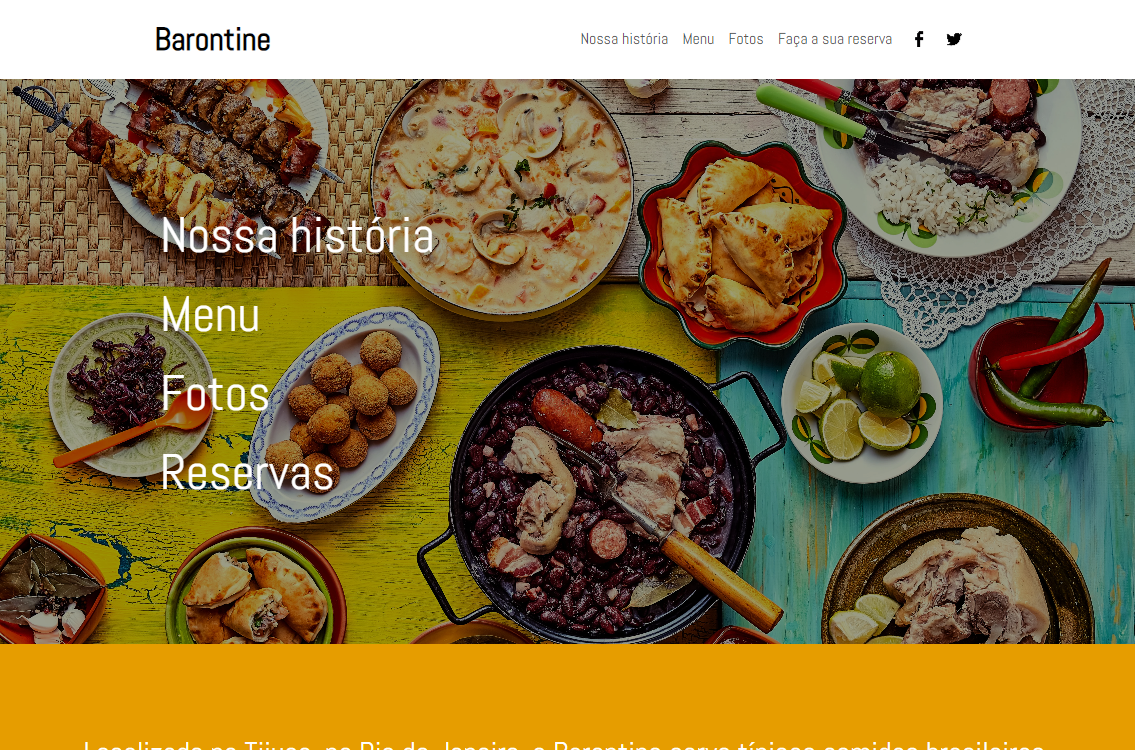 Barontine
Nossa história Menu Fotos Faça a sua reserva
Nossa história
Menu
Fotos
Reservas
Localizada na Tijuca, no Rio de Janeiro, a Barontine serve típicas comidas brasileiras